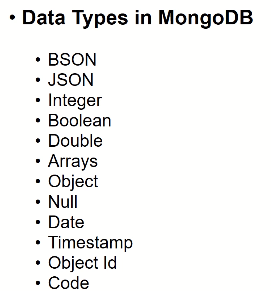 • Data Types in MongoDB
• BSON
• JSON
• Integer
• Boolean
• Double
• Arrays
• Object
• Null
• Date
• Timestamp
• Object Id
• Code